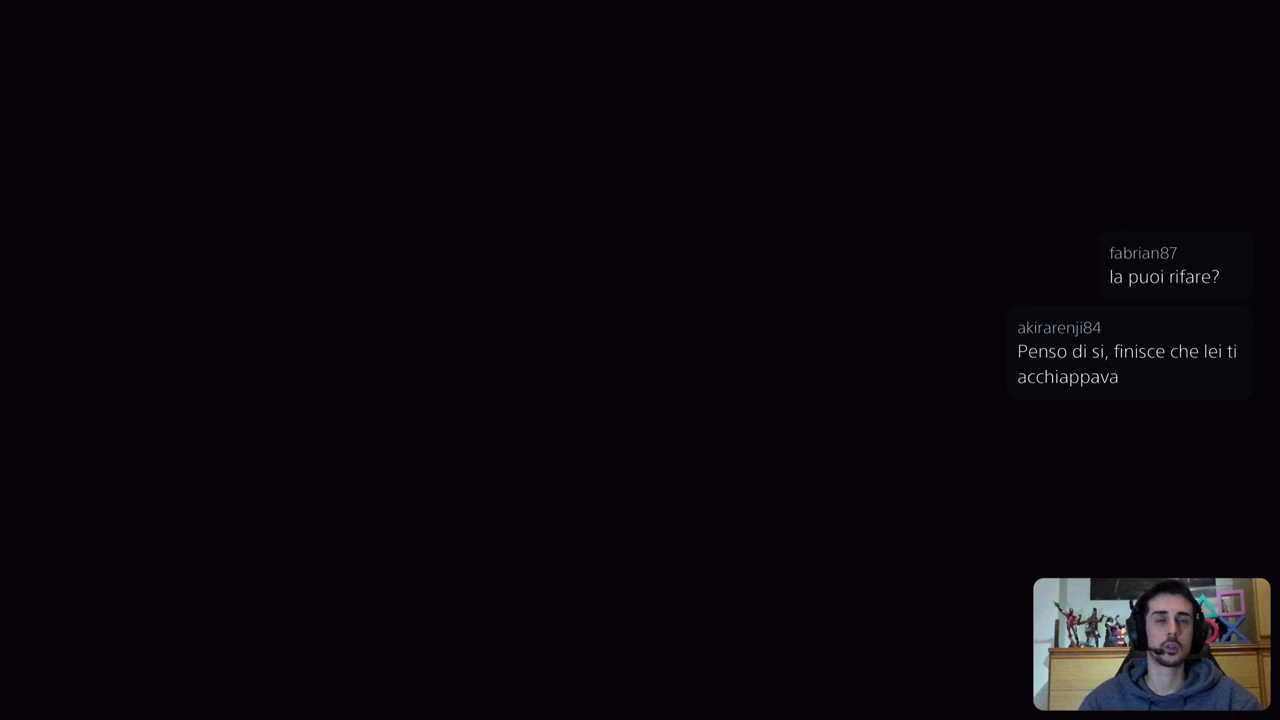 fabrian87
la puoi rifare?
akirarenji84
Penso di si, finisce che lei ti
acchiappava